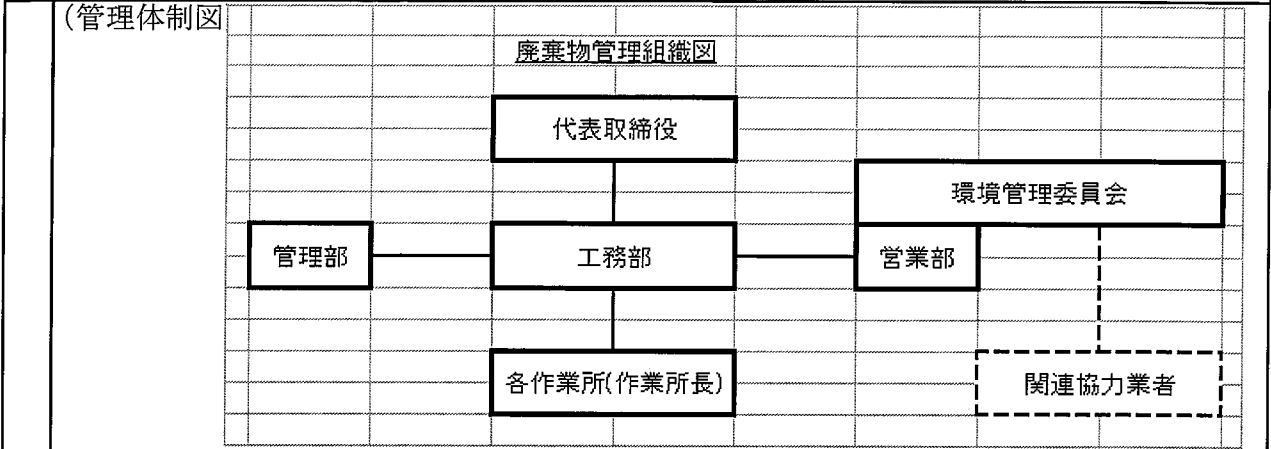 (管理体制図
廃棄物管理組織図
代表取締役
環境管理委員会
管理部
工務部
営業部
各作業所(作業所長)
関連協力業者